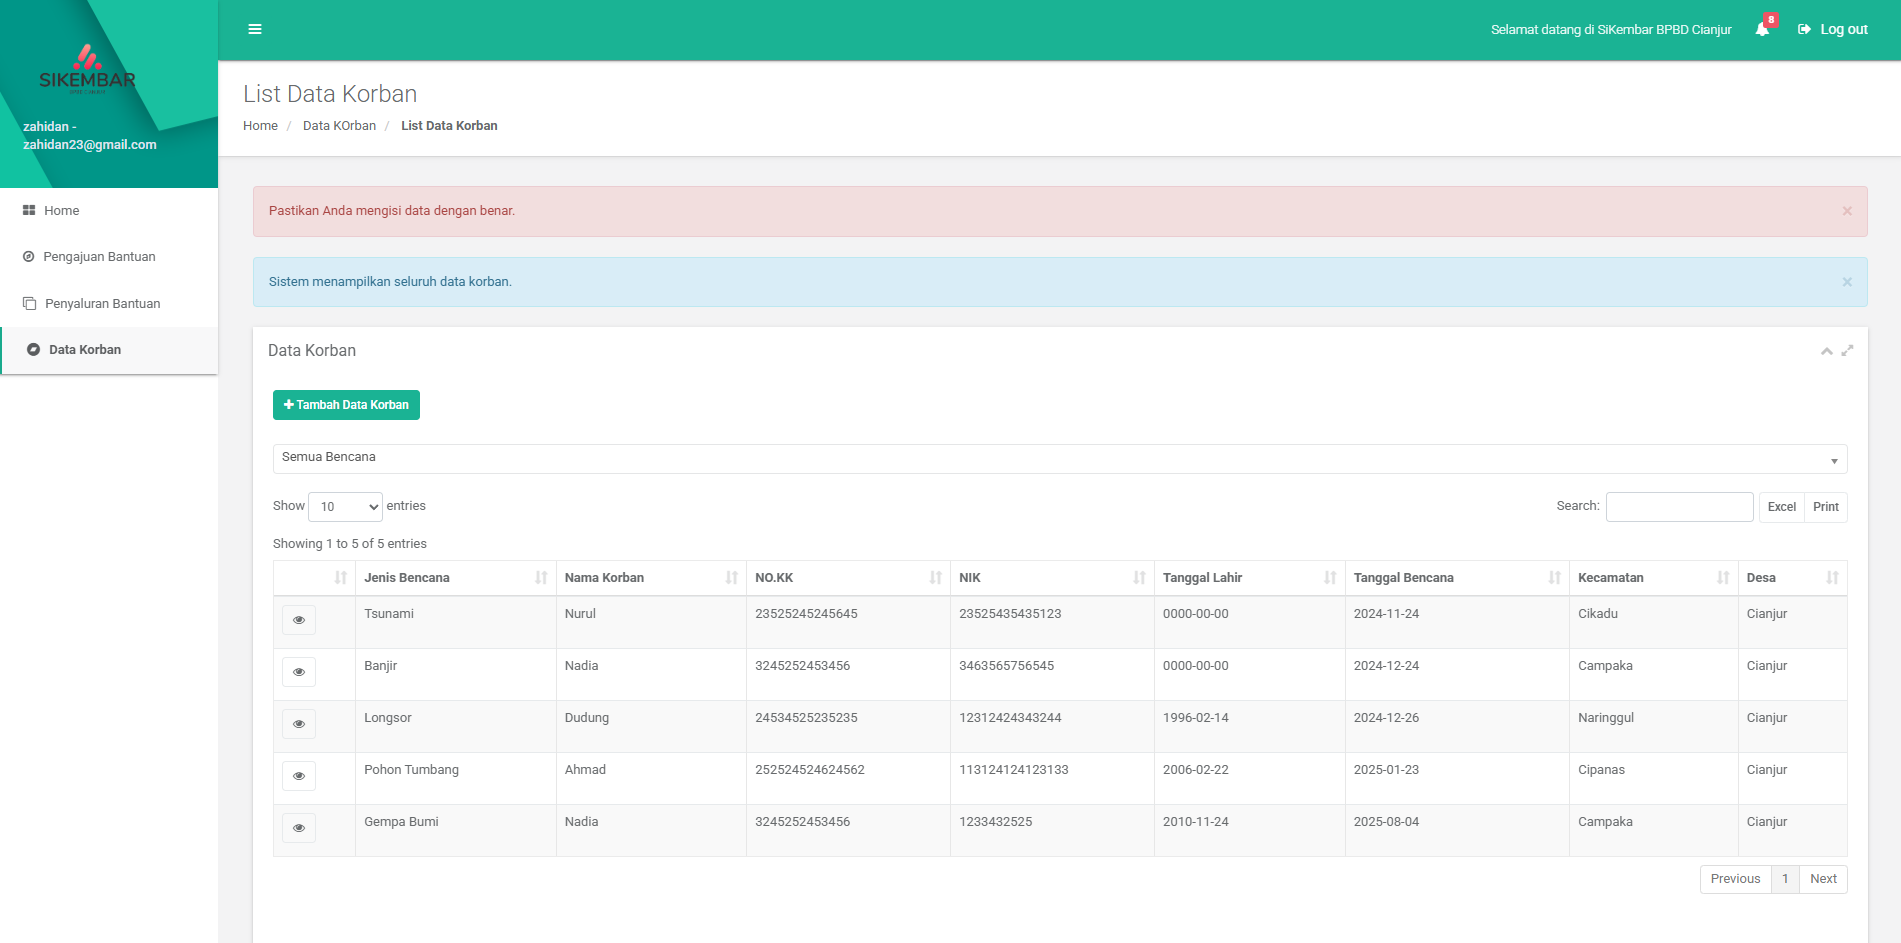 SIKEMBAR
zahidan -
zahidan23@gmail.com
Home
Pengajuan Bantuan
Penyaluran Bantuan
Data Korban
Selamat datang di SiKembar BPBD Cianjur
8
Log out
List Data Korban
Home / Data KOrban / List Data Korban
Pastikan Anda mengisi data dengan benar. ×
Sistem menampilkan seluruh data korban. ×
Data Korban
Tambah Data Korban
Semua Bencana
Show 10 entries
Search: Excel Print
Showing 1 to 5 of 5 entries
Jenis Bencana Nama Korban NO.KK NIK Tanggal Lahir Tanggal Bencana Kecamatan Desa
Tsunami Nurul 23525245245645 23525435435123 0000-00-00 2024-11-24 Cikadu Cianjur
Banjir Nadia 3245252453456 3463565756545 0000-00-00 2024-12-24 Campaka Cianjur
Longsor Dudung 24534525235235 12312424343244 1996-02-14 2024-12-26 Naringgul Cianjur
Pohon Tumbang Ahmad 252524524624562 113124124123133 2006-02-22 2025-01-23 Cipanas Cianjur
Gempa Bumi Nadia 3245252453456 1233432525 2010-11-24 2025-08-04 Campaka Cianjur
Previous 1 Next